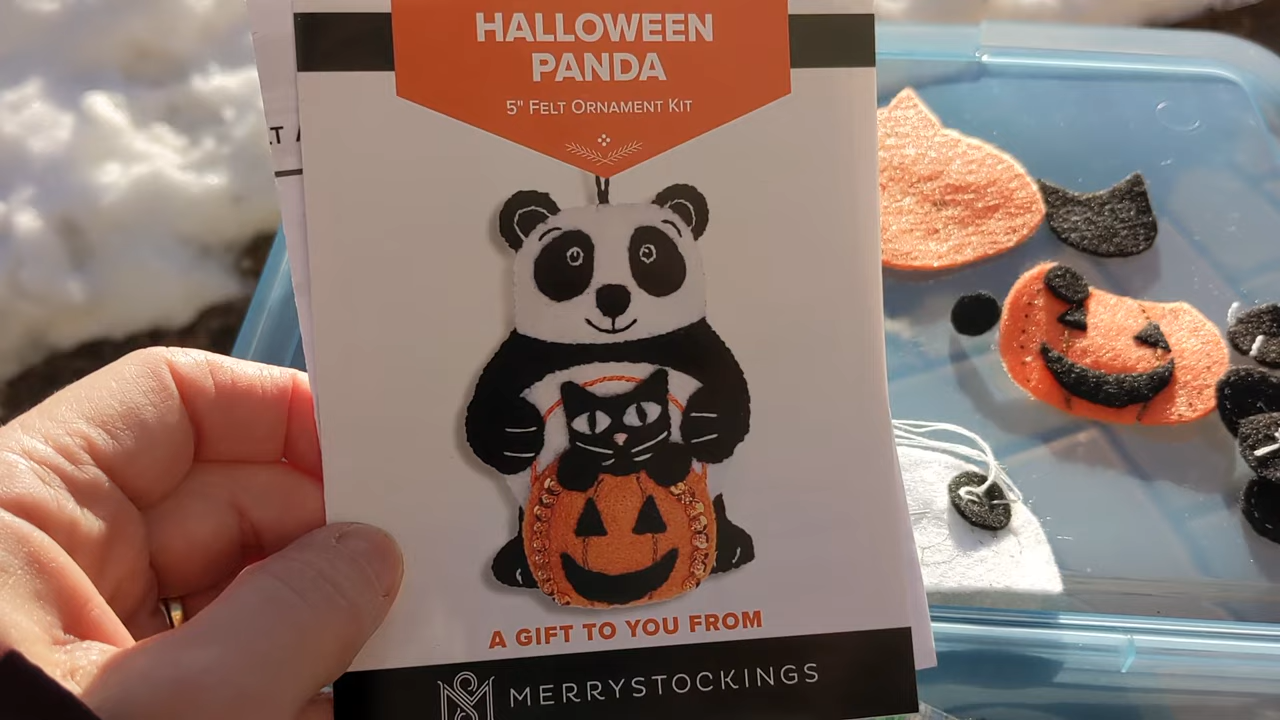 HALLOWEEN
PANDA
5" FELT ORNAMENT KIT
A GIFT TO YOU FROM
MERRYSTOCKINGS